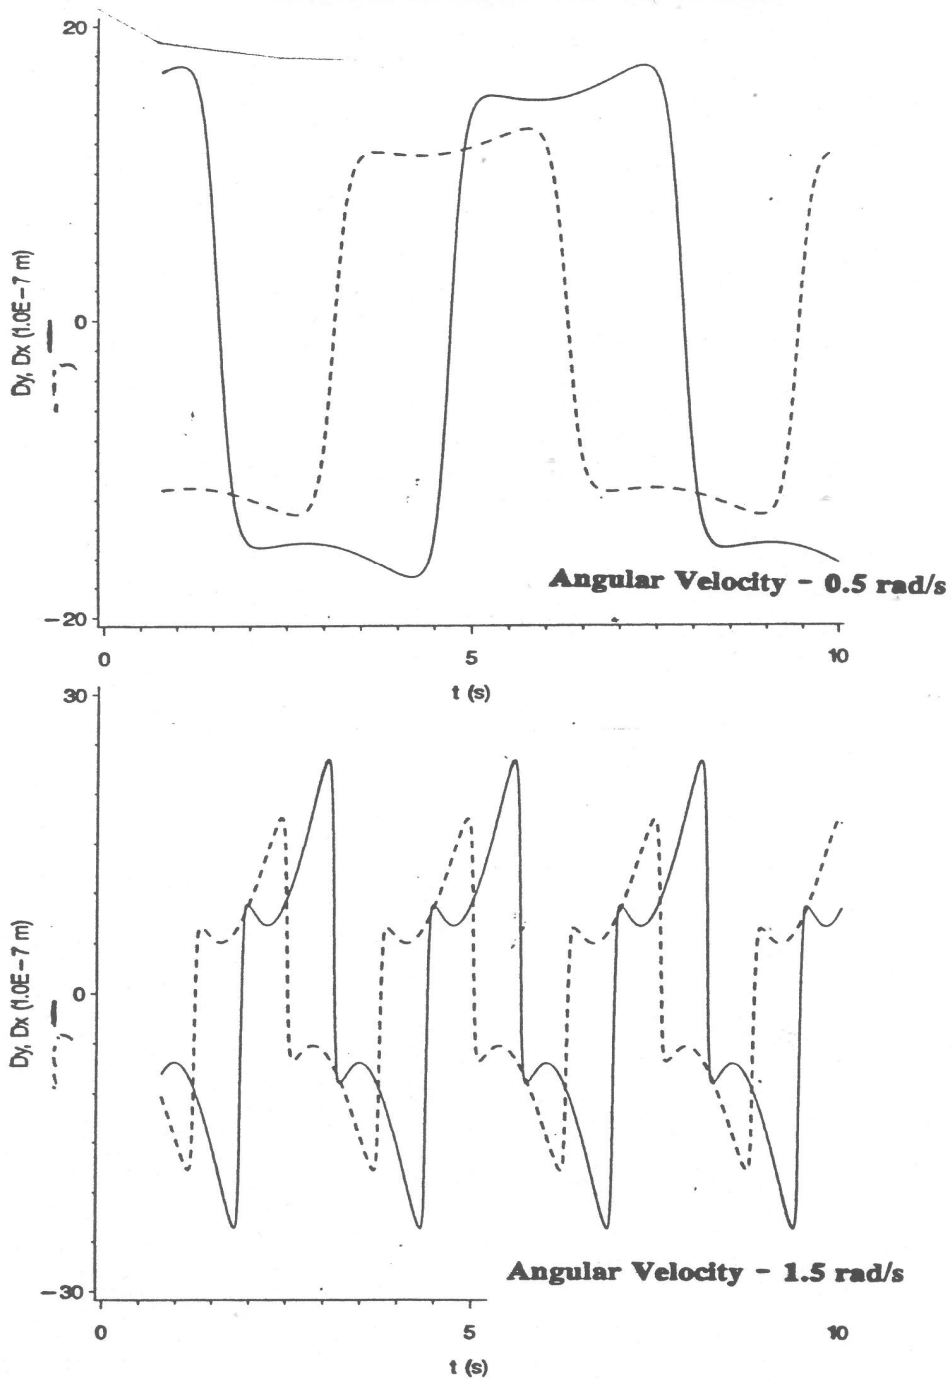 20
0
−20
Dy, Dx (1.0E−7 m)
Angular Velocity − 0.5 rad/s
0
5
10
t (s)
30
0
−30
Dy, Dx (1.0E−7 m)
Angular Velocity − 1.5 rad/s
0
5
10
t (s)